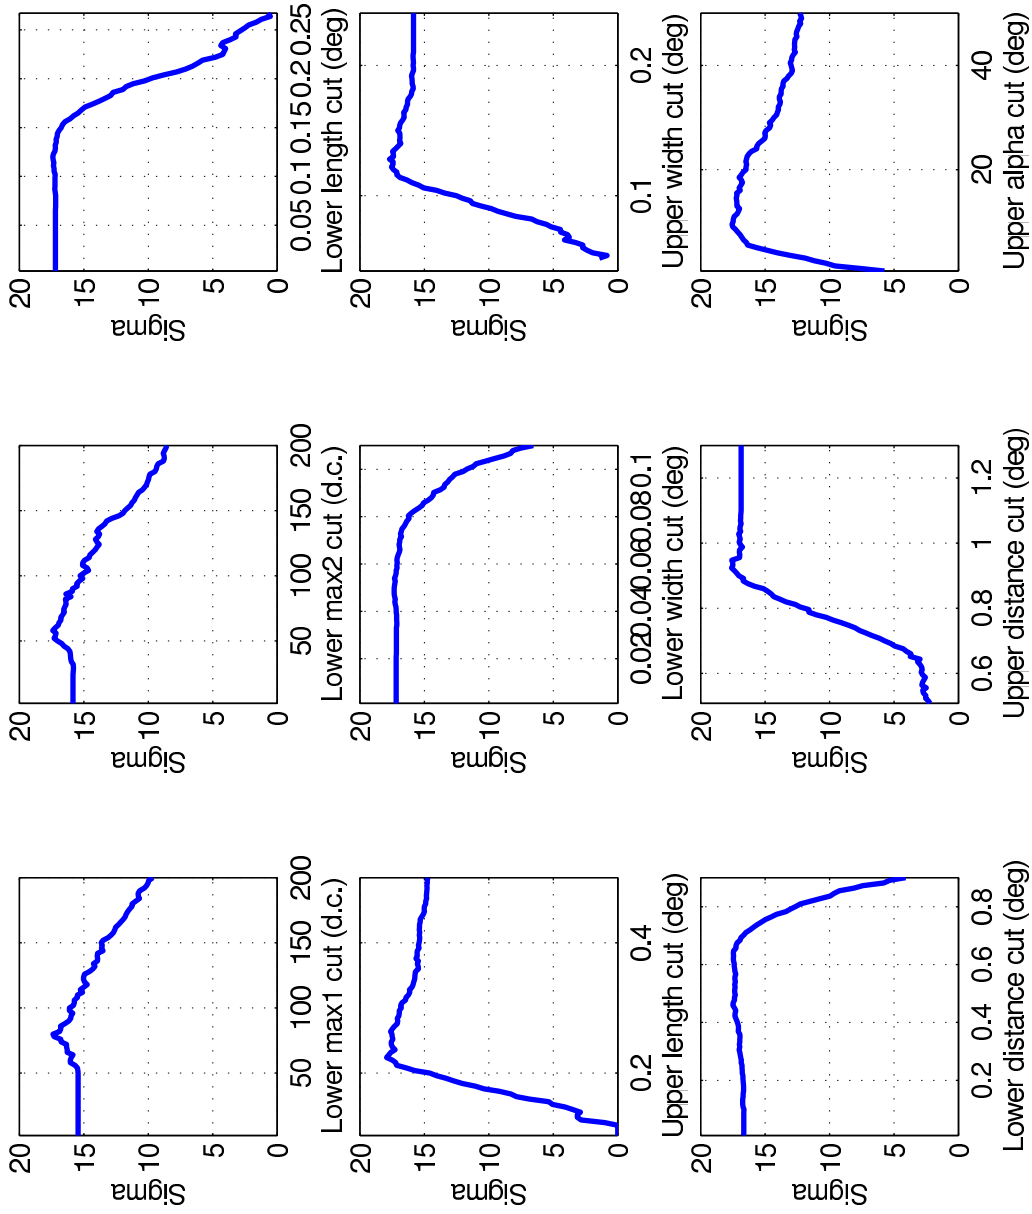 20
15
10
5
0
Sigma
50 100 150 200
Lower max1 cut (d.c.)
20
15
10
5
0
Sigma
50 100 150 200
Lower max2 cut (d.c.)
20
15
10
5
0
Sigma
0.05 0.1 0.15 0.2 0.25
Lower length cut (deg)
20
15
10
5
0
Sigma
0.2 0.4
Upper length cut (deg)
20
15
10
5
0
Sigma
0.02 0.04 0.06 0.08 0.1
Lower width cut (deg)
20
15
10
5
0
Sigma
0.1 0.2
Upper width cut (deg)
20
15
10
5
0
Sigma
0.2 0.4 0.6 0.8
Lower distance cut (deg)
20
15
10
5
0
Sigma
0.6 0.8 1 1.2
Upper distance cut (deg)
20
15
10
5
0
Sigma
20 40
Upper alpha cut (deg)